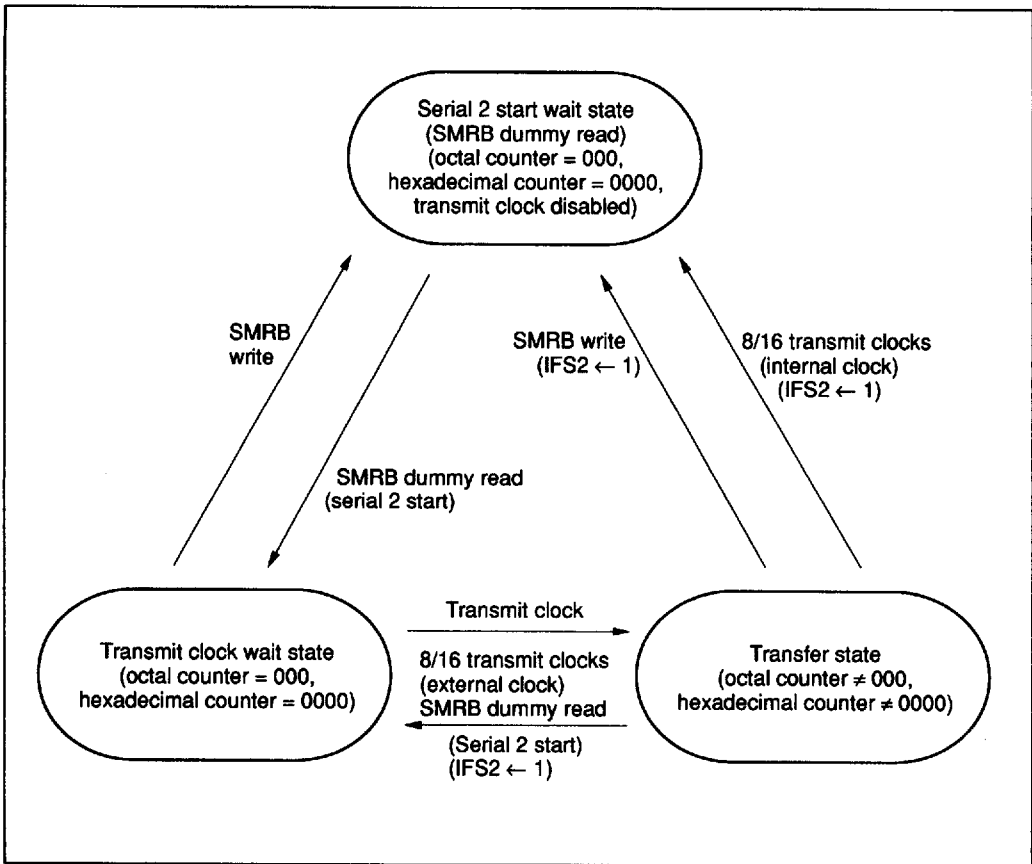 Serial 2 start wait state
(SMRB dummy read)
(octal counter = 000,
hexadecimal counter = 0000,
transmit clock disabled)
SMRB
write
SMRB dummy read
(serial 2 start)
SMRB write
(IFS2 ← 1)
8/16 transmit clocks
(internal clock)
(IFS2 ← 1)
Transmit clock wait state
(octal counter = 000,
hexadecimal counter = 0000)
Transmit clock
8/16 transmit clocks
(external clock)
SMRB dummy read
(Serial 2 start)
(IFS2 ← 1)
Transfer state
(octal counter ≠ 000,
hexadecimal counter ≠ 0000)